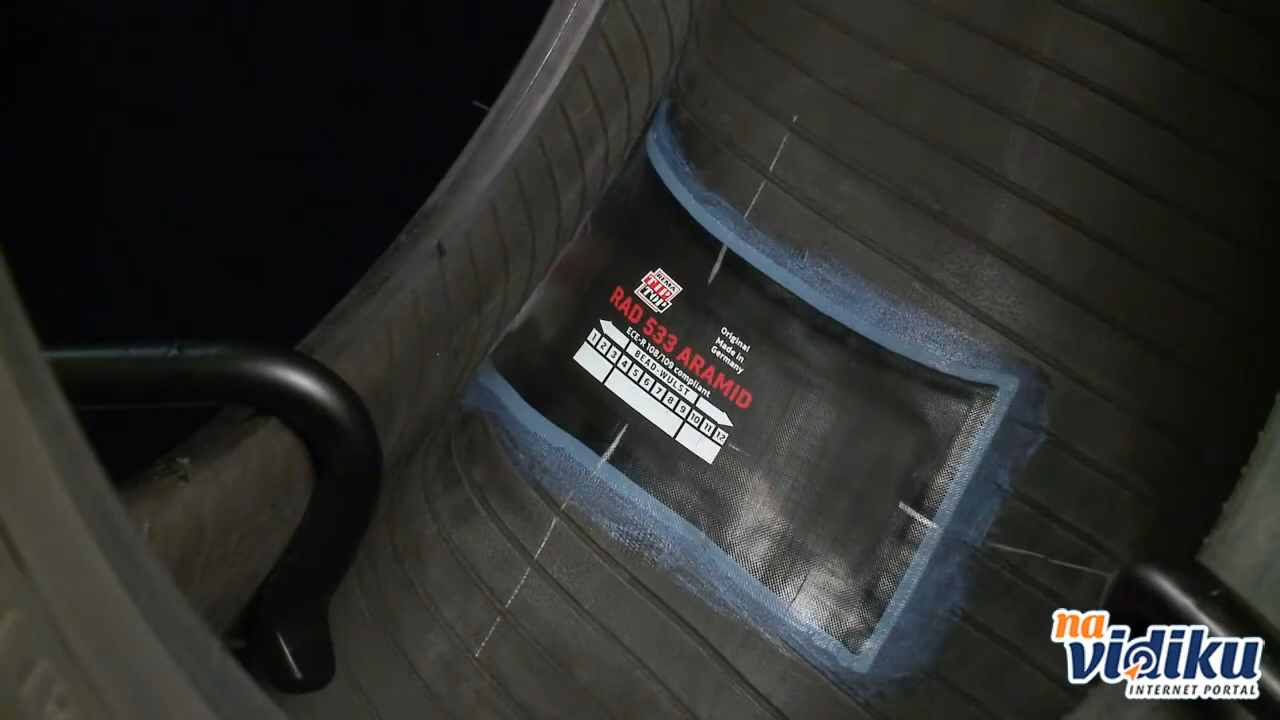 REMA
TIP
TOP
RAD 533 ARAMID
ECE-R 108/109 compliant
BEAD-WULST
1 2 3 4 5 6 7 8 9 10 11 12
Original
Made in
Germany
na
vidiku
INTERNET PORTAL